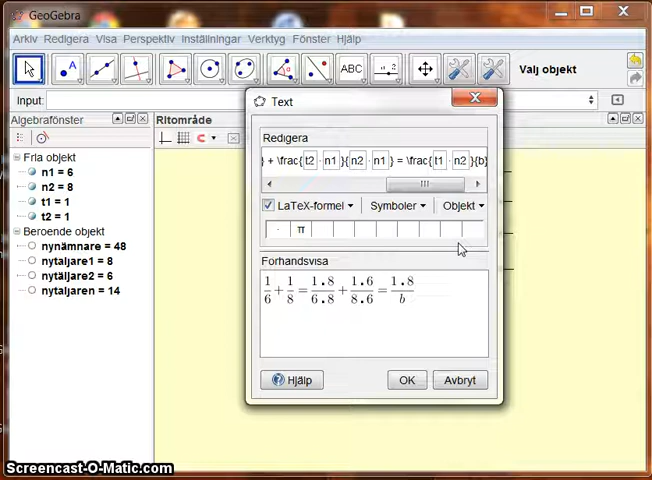 GeoGebra
Arkiv Redigera Visa Perspektiv Inställningar Verktyg Fönster Hjälp
A ABC a = 2 Välj objekt
Input:
Algebrafönster Ritområde
Fria objekt
n1 = 6
n2 = 8
t1 = 1
t2 = 1
Beroende objekt
nynämnare = 48
nytäljare1 = 8
nytäljare2 = 6
nytäljaren = 14
Text
Redigera
} + \frac{ t2 · n1 }{ n2 · n1 } = \frac{ t1 · n2 }{b}
LaTeX-formel Symboler Objekt
· π
Förhandsvisa
1/6 + 1/8 = 1.8/6.8 + 1.6/8.6 = 1.8/b
Hjälp OK Avbryt
Screencast-O-Matic.com